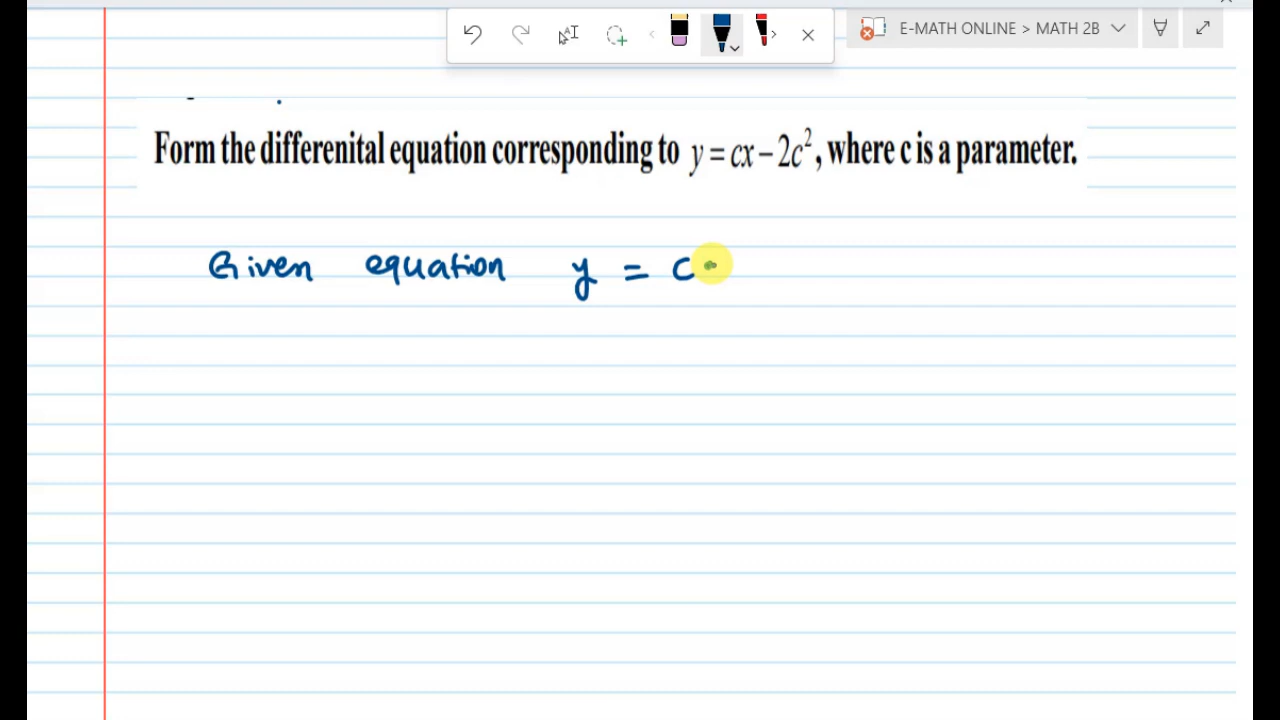 E-MATH ONLINE > MATH 2B
Form the differenital equation corresponding to y = cx − 2c², where c is a parameter.
Given equation y = c